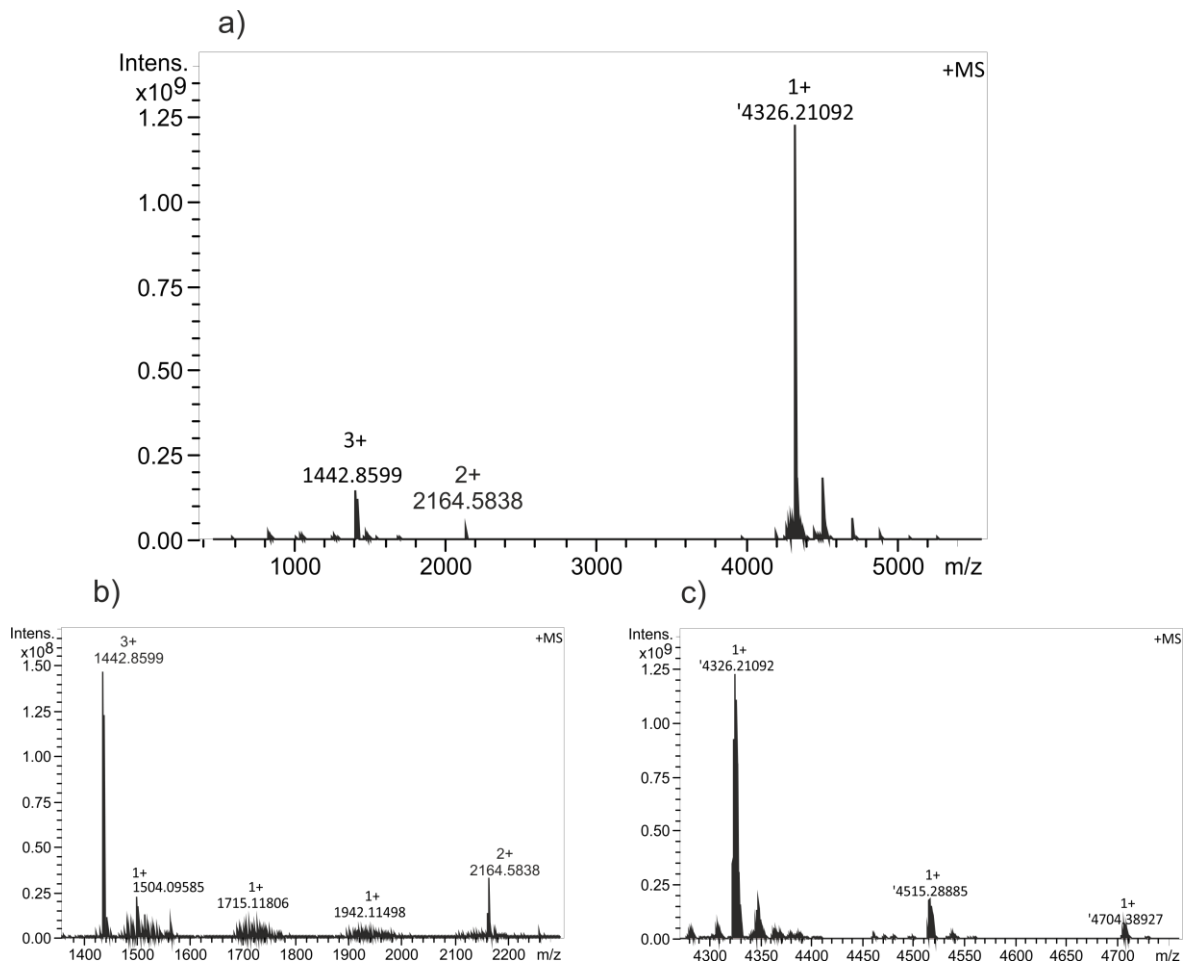 a)
Intens.
x10⁹
+MS
1+
'4326.21092
1.25
1.00
0.75
3+
1442.8599
2+
2164.5838
0.50
0.25
0.00
1000 2000 3000 4000 5000 m/z
b)
Intens.
x10⁸
+MS
3+
1442.8599
1.50
1.25
1.00
0.75
0.50
2+
2164.5838
0.25
1+
1504.09585
1+
1715.11806
1+
1942.11498
0.00
1400 1500 1600 1700 1800 1900 2000 2100 2200 m/z
c)
Intens.
x10⁹
+MS
1+
'4326.21092
1.25
1.00
0.75
0.50
0.25
1+
'4515.28885
1+
'4704.38927
0.00
4300 4350 4400 4450 4500 4550 4600 4650 4700 m/z